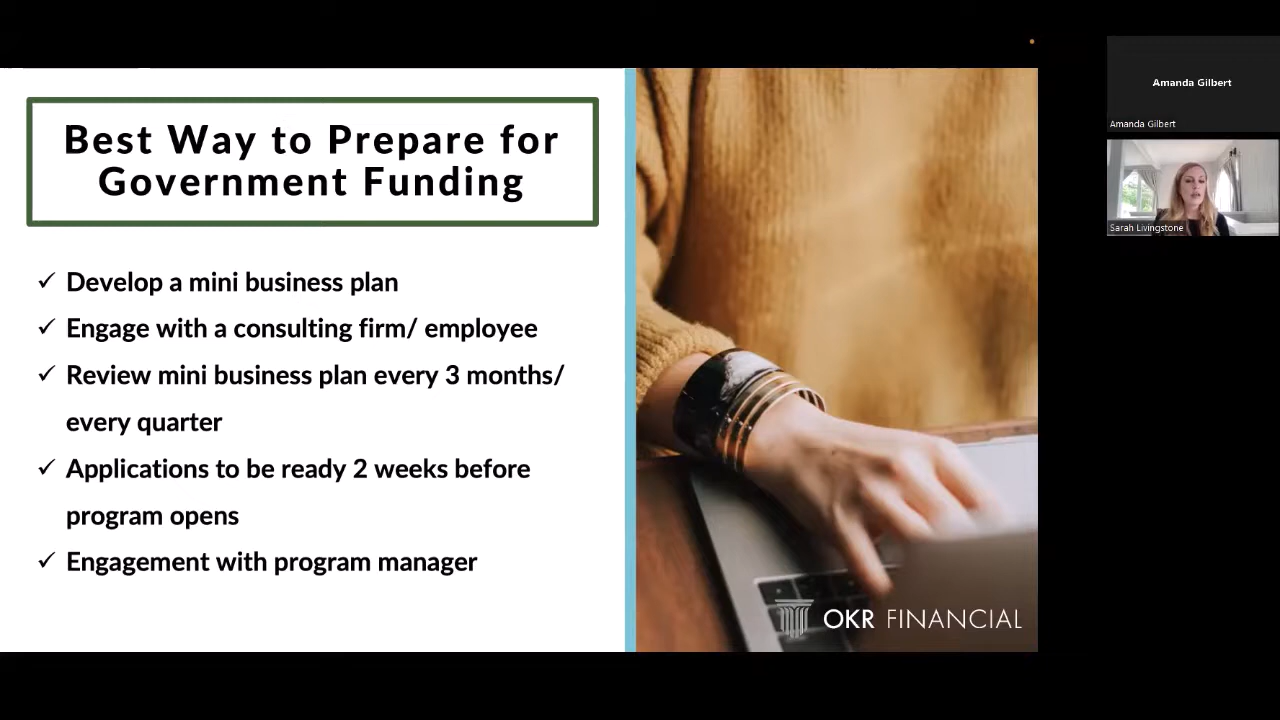 Best Way to Prepare for
Government Funding
✓ Develop a mini business plan
✓ Engage with a consulting firm/ employee
✓ Review mini business plan every 3 months/
every quarter
✓ Applications to be ready 2 weeks before
program opens
✓ Engagement with program manager
OKR FINANCIAL
Amanda Gilbert
Amanda Gilbert
Sarah Livingstone